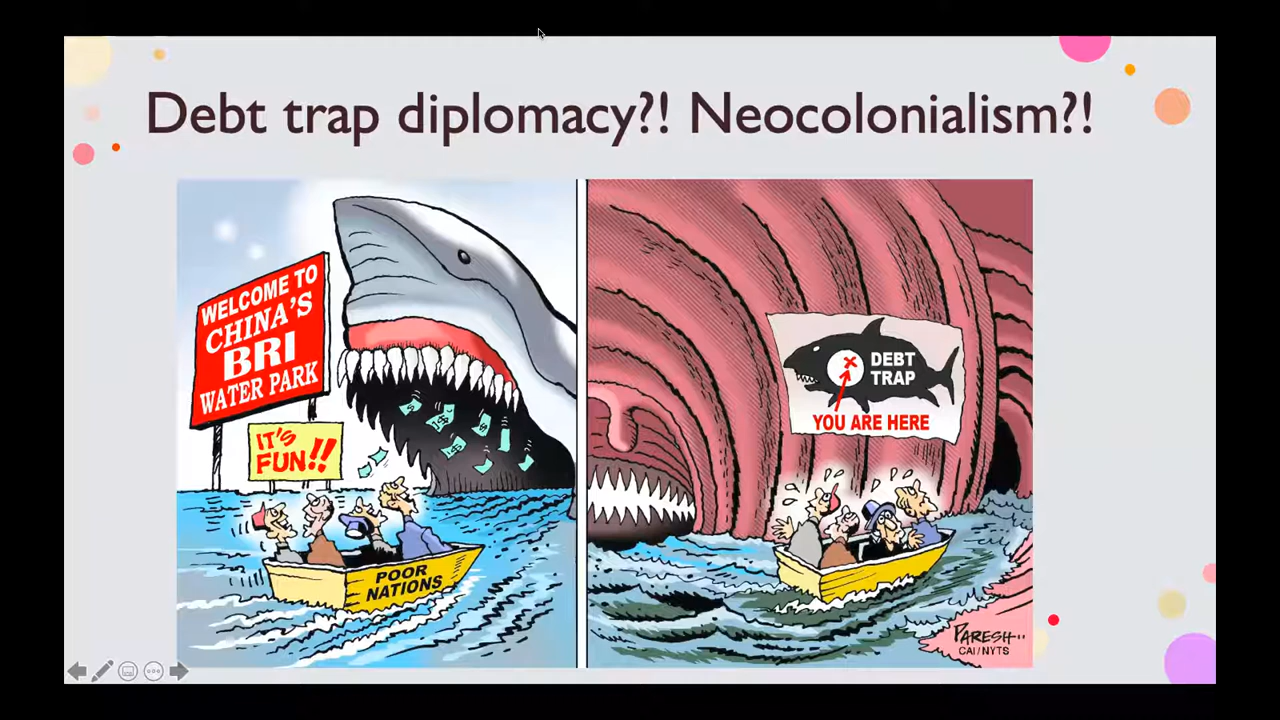 Debt trap diplomacy?! Neocolonialism?!
WELCOME TO
CHINA'S
BRI
WATER PARK
IT'S
FUN!!
POOR
NATIONS
DEBT
TRAP
YOU ARE HERE
PARESH
CAI/NYTS